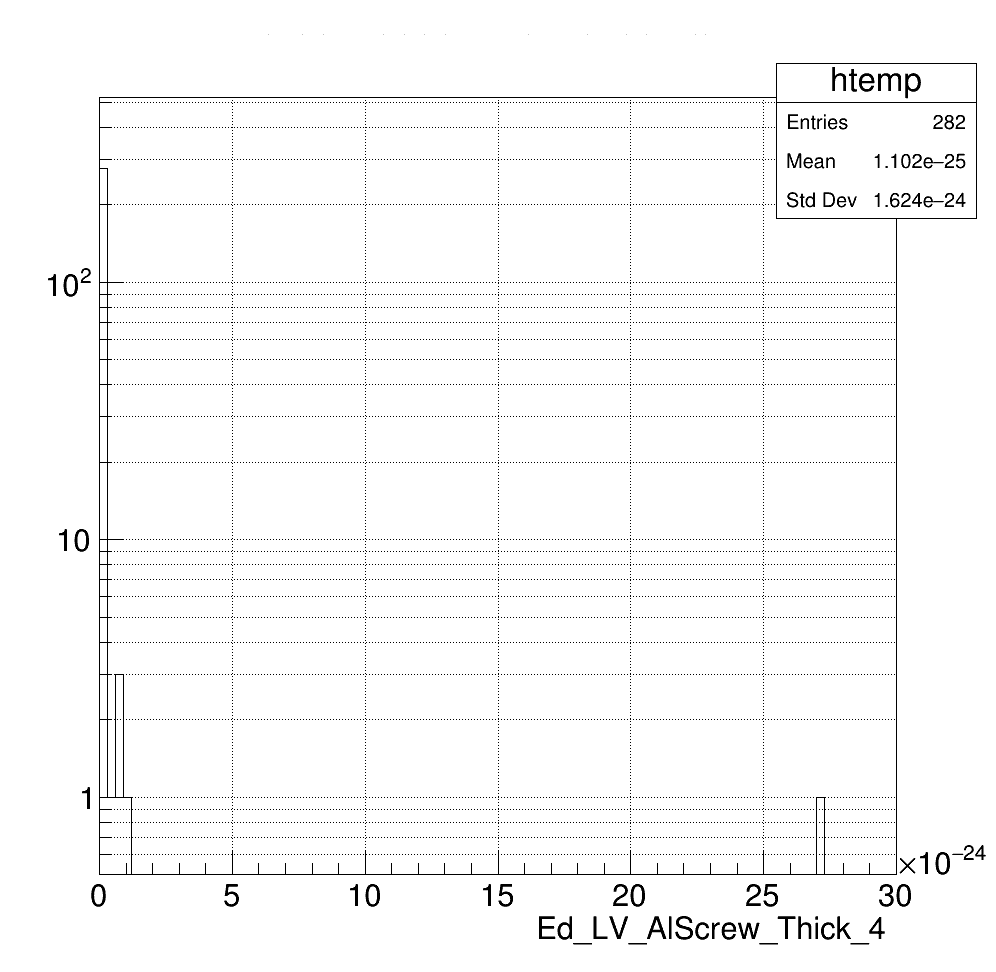 htemp
Entries 282
Mean 1.102e–25
Std Dev 1.624e–24
10²
10
1
0 5 10 15 20 25 30
×10⁻²⁴
Ed_LV_AlScrew_Thick_4